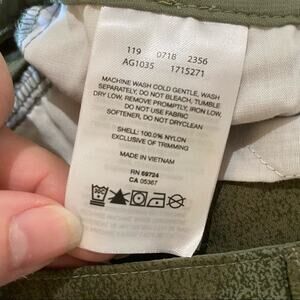 119 0718 2356
AG1035 1715271
MACHINE WASH COLD GENTLE, WASH
SEPARATELY, DO NOT BLEACH, TUMBLE
DRY LOW, REMOVE PROMPTLY, IRON LOW,
DO NOT USE FABRIC
SOFTENER, DO NOT DRYCLEAN
SHELL: 100.0% NYLON
EXCLUSIVE OF TRIMMING
MADE IN VIETNAM
RN 69724
CA 05367